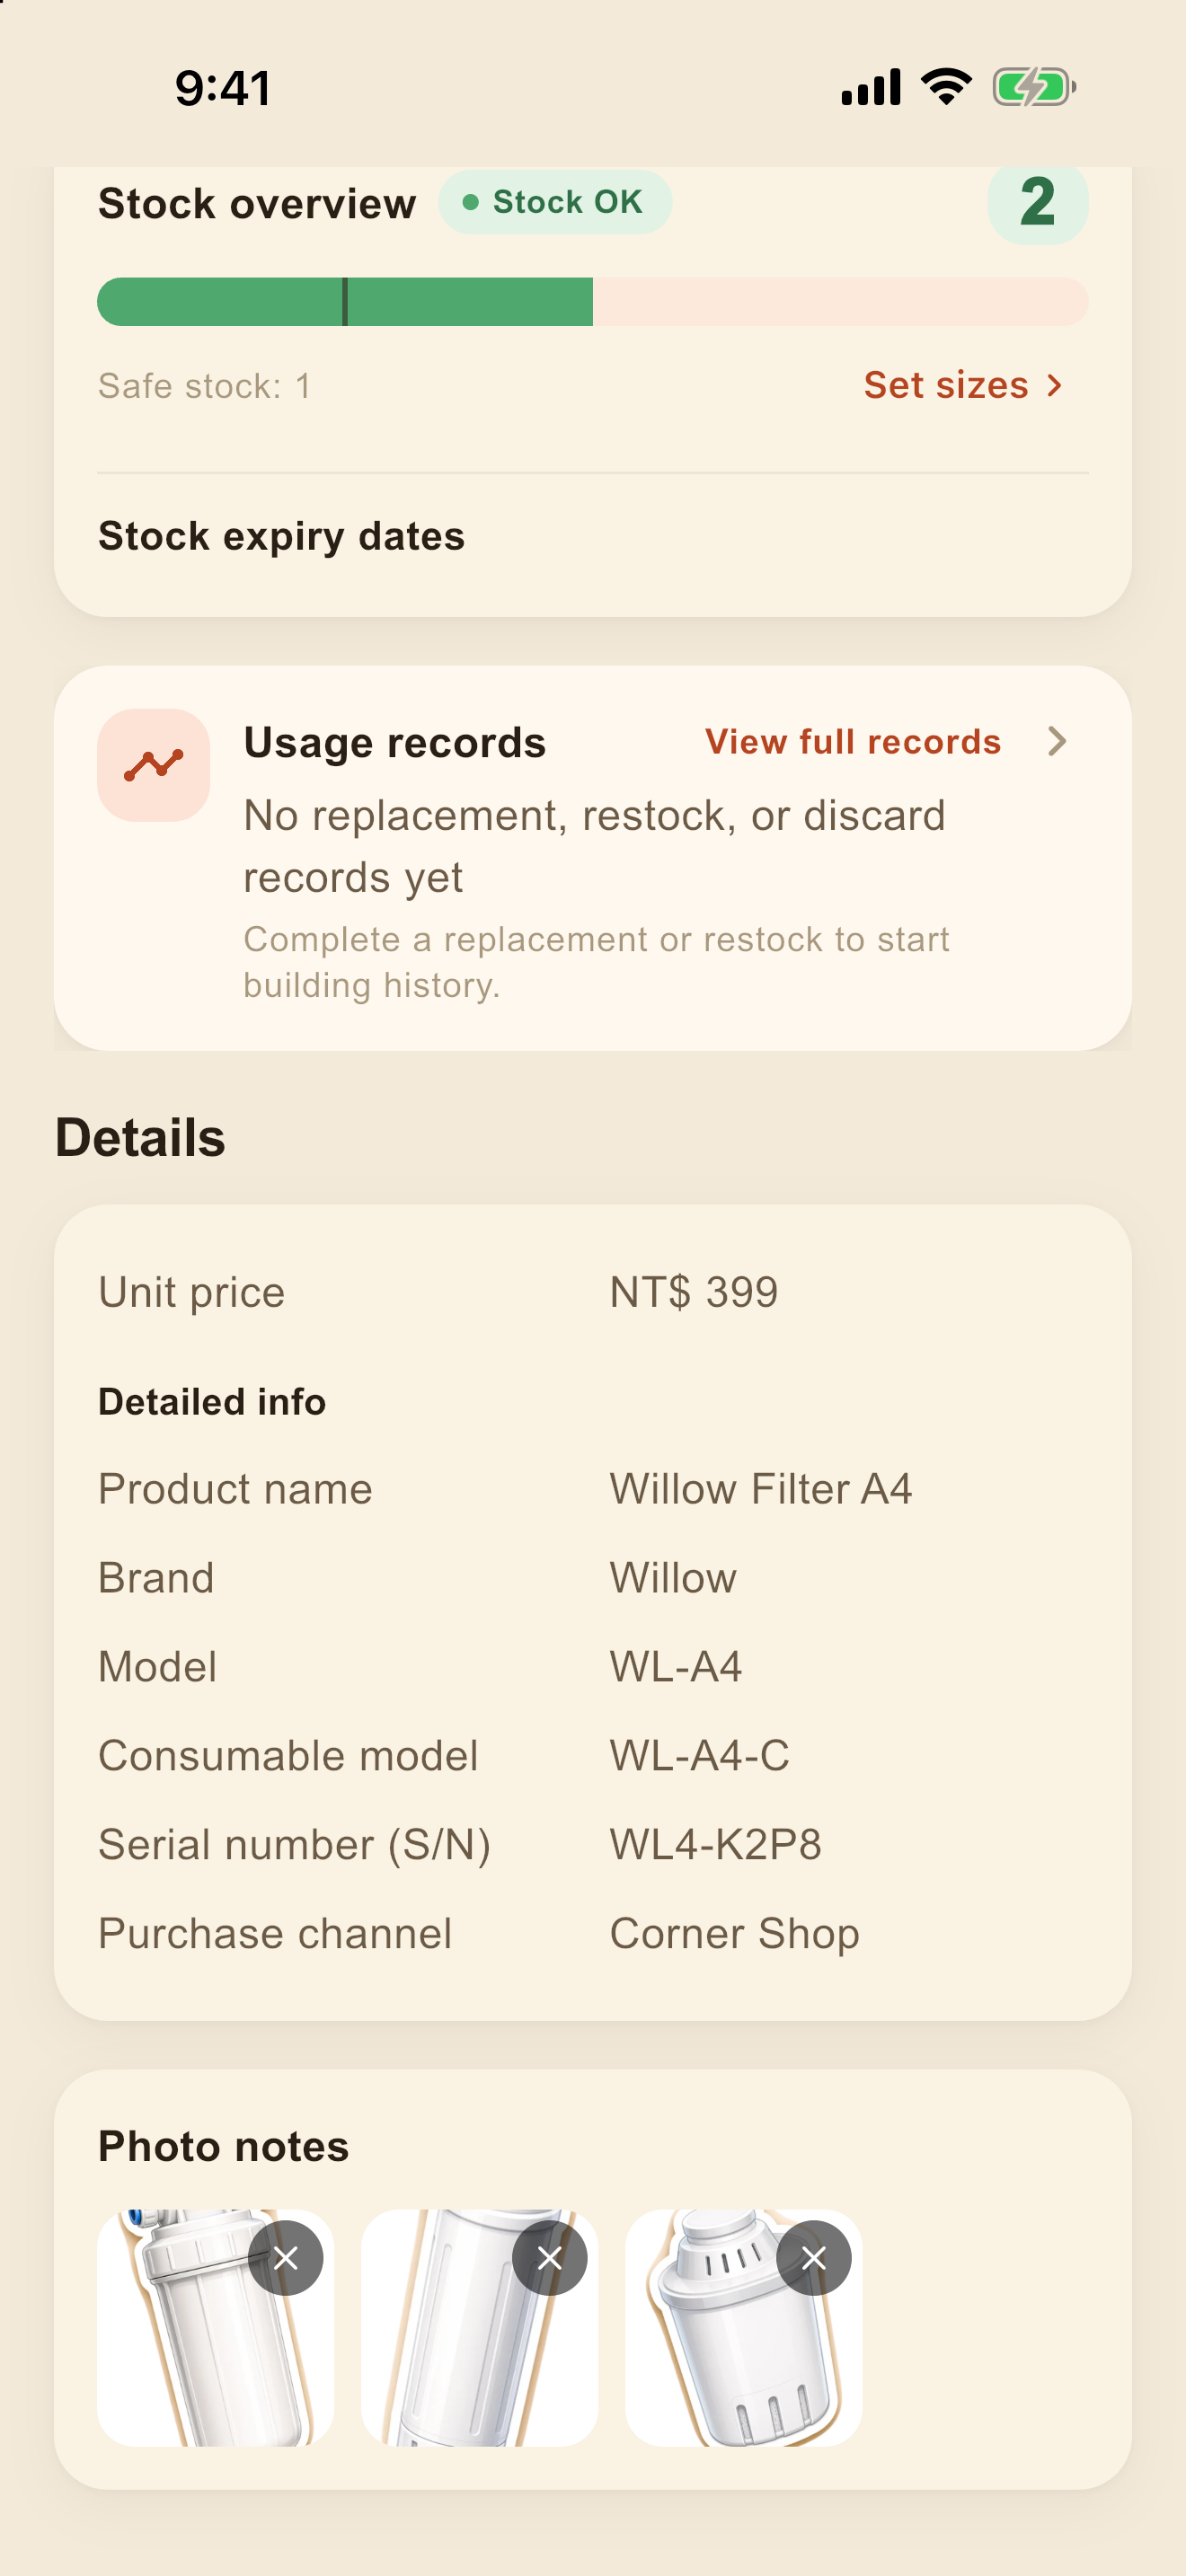 9:41
Stock overview
Stock OK
2
Safe stock: 1
Set sizes
Stock expiry dates
Usage records
View full records
No replacement, restock, or discard
records yet
Complete a replacement or restock to start
building history.
Details
Unit price
NT$ 399
Detailed info
Product name
Willow Filter A4
Brand
Willow
Model
WL-A4
Consumable model
WL-A4-C
Serial number (S/N)
WL4-K2P8
Purchase channel
Corner Shop
Photo notes